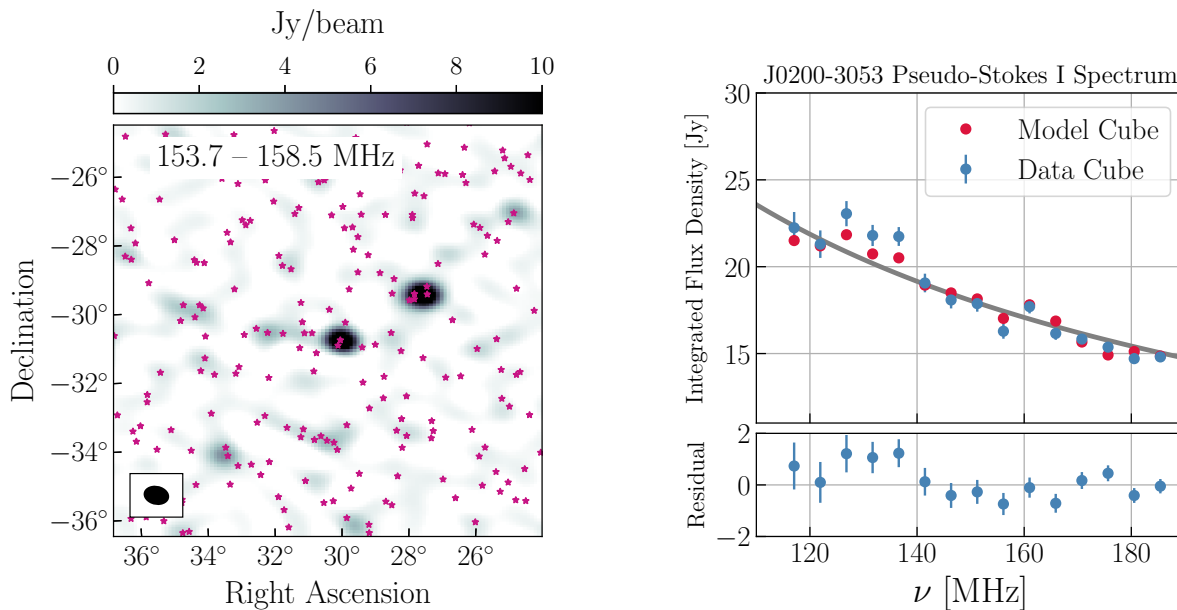 Jy/beam
0 2 4 6 8 10
153.7 – 158.5 MHz
−26°
−28°
−30°
−32°
−34°
−36°
Declination
36° 34° 32° 30° 28° 26°
Right Ascension
J0200-3053 Pseudo-Stokes I Spectrum
Model Cube
Data Cube
30
25
20
15
Integrated Flux Density [Jy]
2
0
−2
Residual
120 140 160 180
ν [MHz]